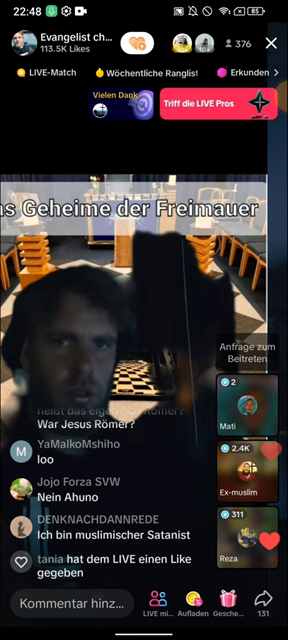 22:48
85
Evangelist ch...
113.5K Likes
10+
376
LIVE-Match
Wöchentliche Ranglist
Erkunden
Vielen Dank
Triff die LIVE Pros
as Geheime der Freimauer
Anfrage zum
Beitreten
2
Mati
2.4K
Ex-muslim
311
Reza
heißt das eigentlich Römer?
War Jesus Römer?
M
YaMalkoMshiho
loo
Jojo Forza SVW
Nein Ahuno
DENKNACHDANNREDE
Ich bin muslimischer Satanist
tania hat dem LIVE einen Like
gegeben
Kommentar hinz...
LIVE mi...
Aufladen
Gesche...
131